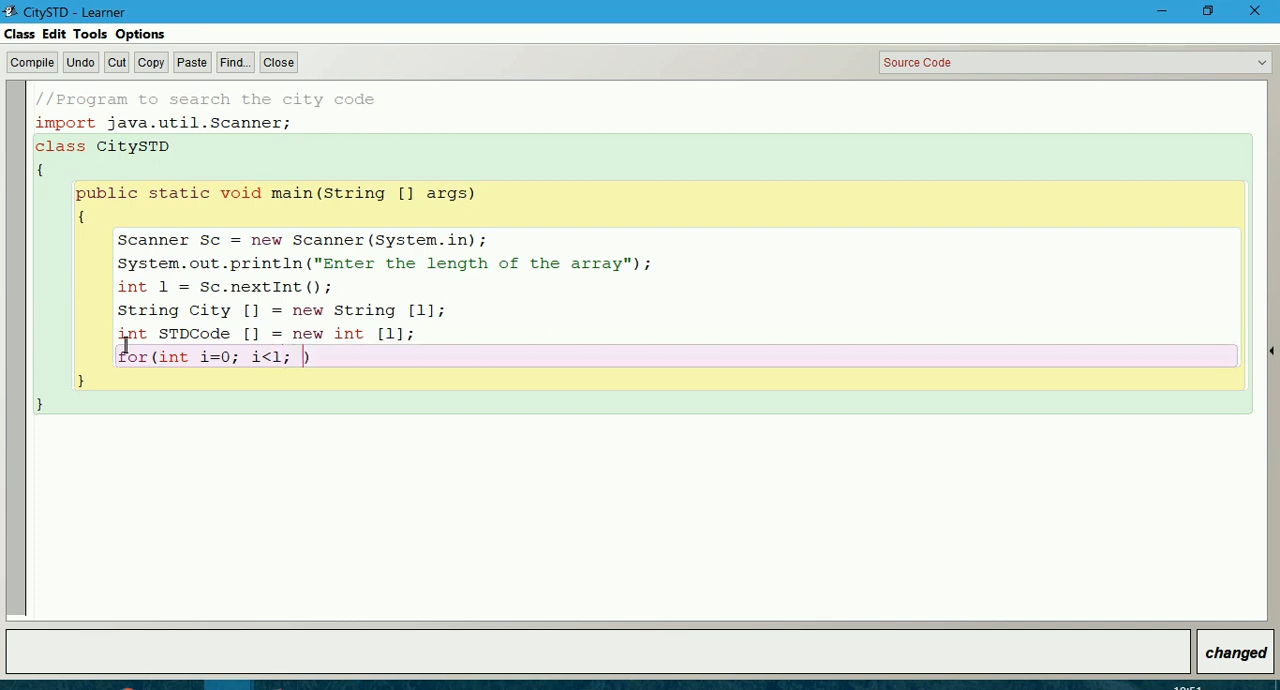 CitySTD - Learner
Class Edit Tools Options
Compile Undo Cut Copy Paste Find... Close Source Code
//Program to search the city code
import java.util.Scanner;
class CitySTD
{
public static void main(String [] args)
{
Scanner Sc = new Scanner(System.in);
System.out.println("Enter the length of the array");
int l = Sc.nextInt();
String City [] = new String [l];
int STDCode [] = new int [l];
for(int i=0; i<l; )
}
}
changed